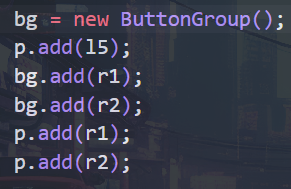 bg = new ButtonGroup();
p.add(l5);
bg.add(r1);
bg.add(r2);
p.add(r1);
p.add(r2);